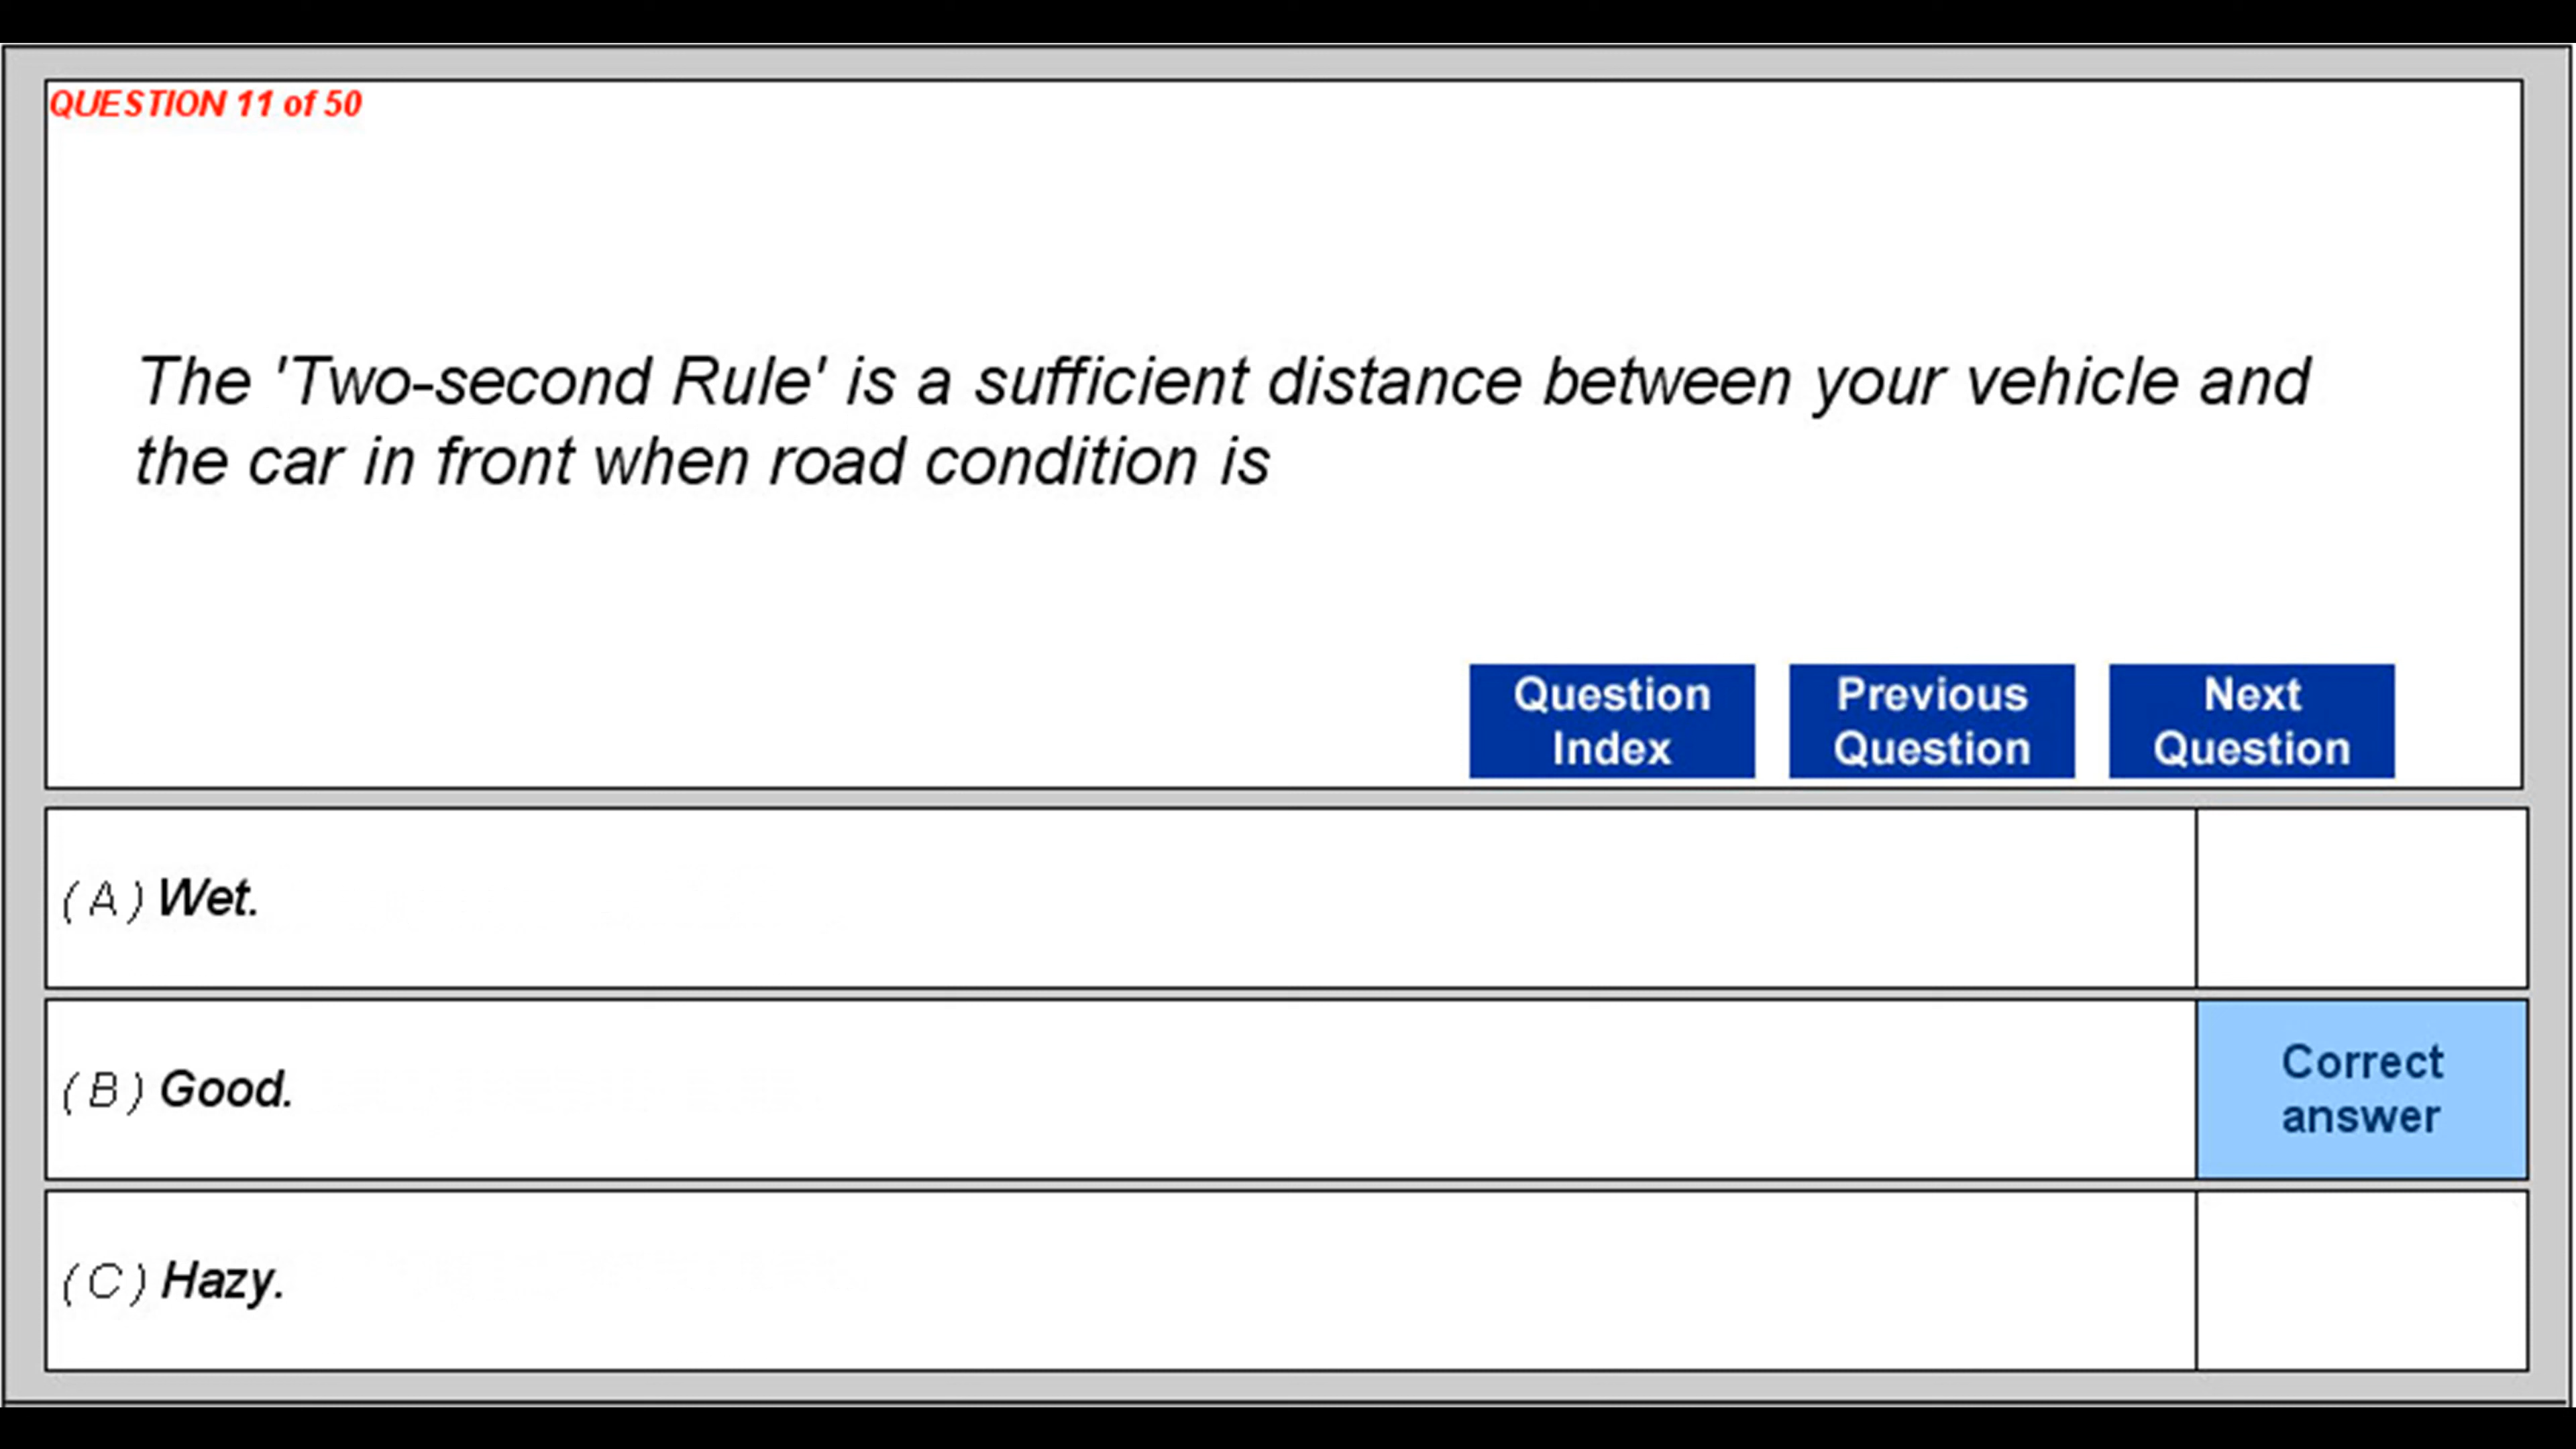 QUESTION 11 of 50
The 'Two-second Rule' is a sufficient distance between your vehicle and
the car in front when road condition is
Question
Index
Previous
Question
Next
Question
(A) Wet.
(B) Good.
Correct
answer
(C) Hazy.